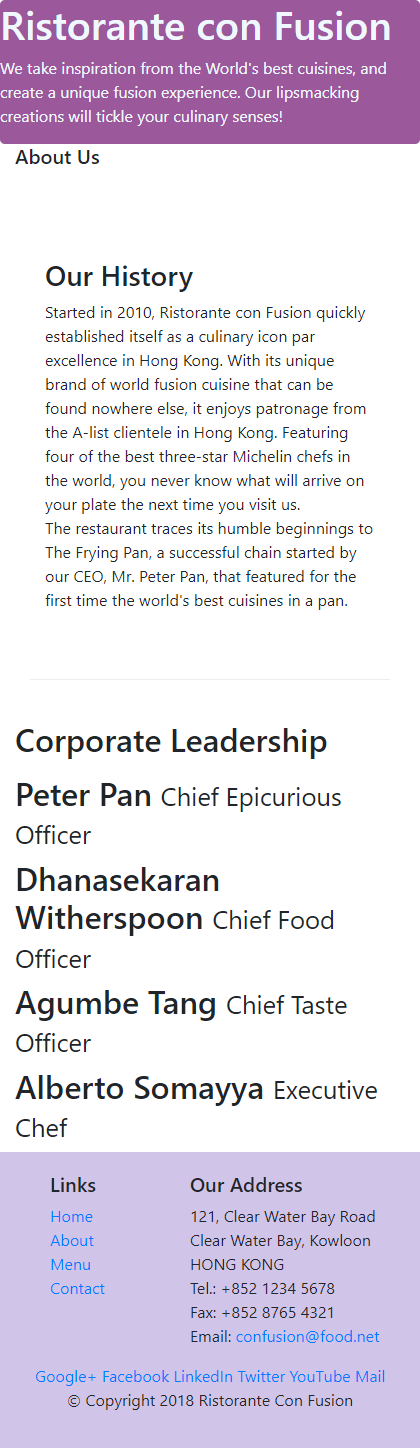 Ristorante con Fusion
We take inspiration from the World's best cuisines, and
create a unique fusion experience. Our lipsmacking
creations will tickle your culinary senses!
About Us
Our History
Started in 2010, Ristorante con Fusion quickly
established itself as a culinary icon par
excellence in Hong Kong. With its unique
brand of world fusion cuisine that can be
found nowhere else, it enjoys patronage from
the A-list clientele in Hong Kong. Featuring
four of the best three-star Michelin chefs in
the world, you never know what will arrive on
your plate the next time you visit us.
The restaurant traces its humble beginnings to
The Frying Pan, a successful chain started by
our CEO, Mr. Peter Pan, that featured for the
first time the world's best cuisines in a pan.
Corporate Leadership
Peter Pan Chief Epicurious
Officer
Dhanasekaran
Witherspoon Chief Food
Officer
Agumbe Tang Chief Taste
Officer
Alberto Somayya Executive
Chef
Links
Home
About
Menu
Contact
Our Address
121, Clear Water Bay Road
Clear Water Bay, Kowloon
HONG KONG
Tel.: +852 1234 5678
Fax: +852 8765 4321
Email: confusion@food.net
Google+ Facebook LinkedIn Twitter YouTube Mail
© Copyright 2018 Ristorante Con Fusion